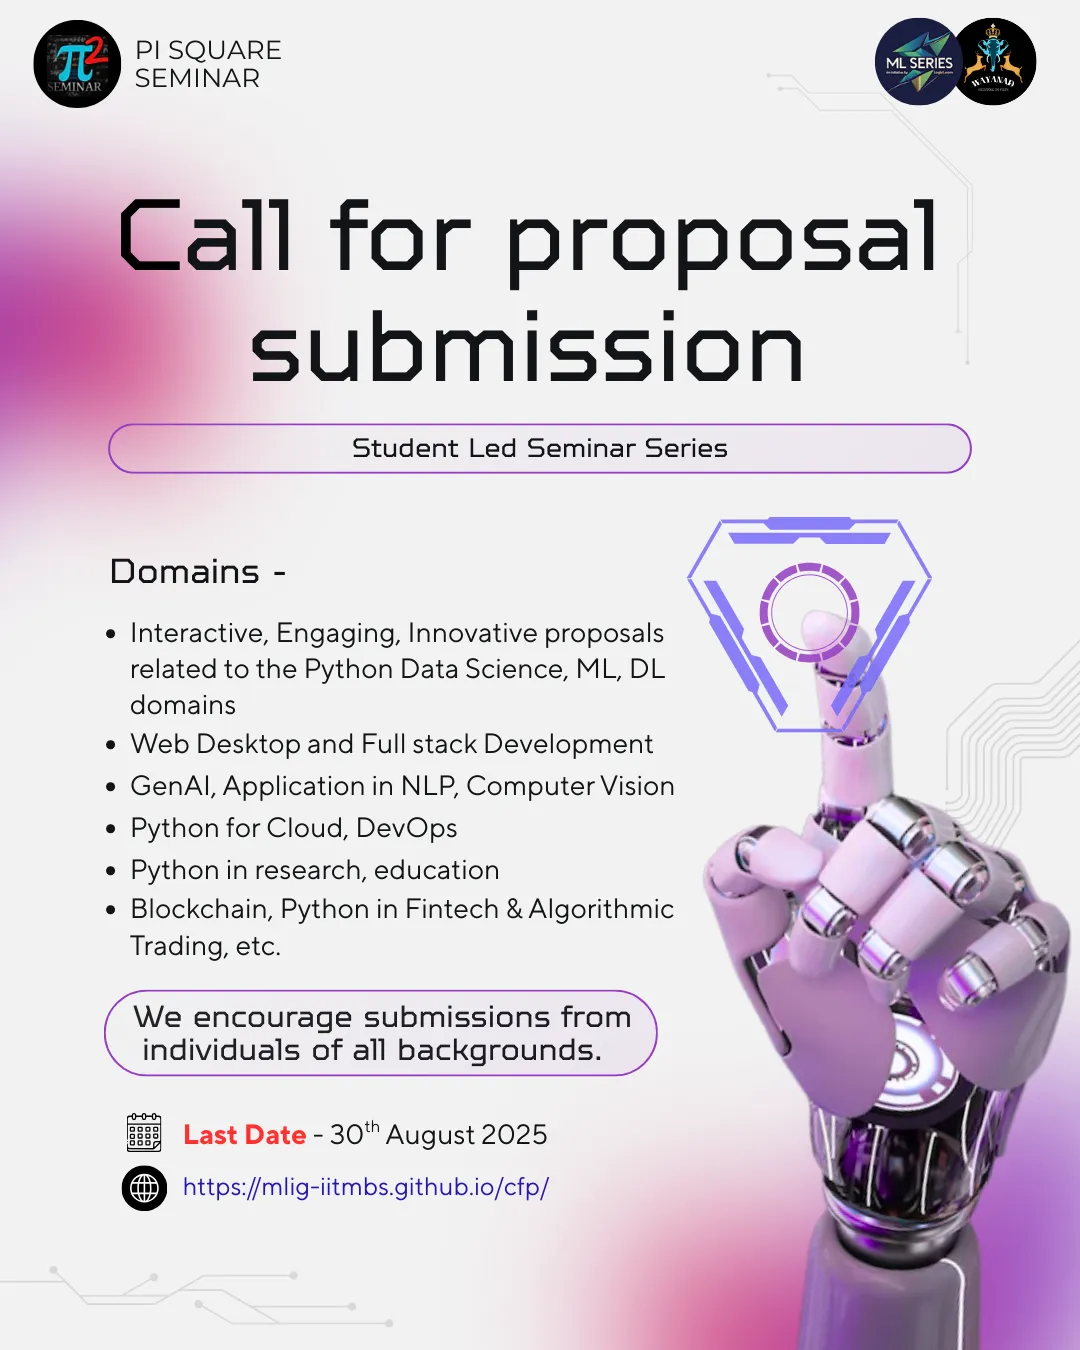 π2
SEMINAR
PI SQUARE
SEMINAR
ML SERIES
WAYANAD
Call for proposal
submission
Student Led Seminar Series
Domains -
• Interactive, Engaging, Innovative proposals
related to the Python Data Science, ML, DL
domains
• Web Desktop and Full stack Development
• GenAI, Application in NLP, Computer Vision
• Python for Cloud, DevOps
• Python in research, education
• Blockchain, Python in Fintech & Algorithmic
Trading, etc.
We encourage submissions from
individuals of all backgrounds.
Last Date - 30th August 2025
https://mlig-iitmbs.github.io/cfp/